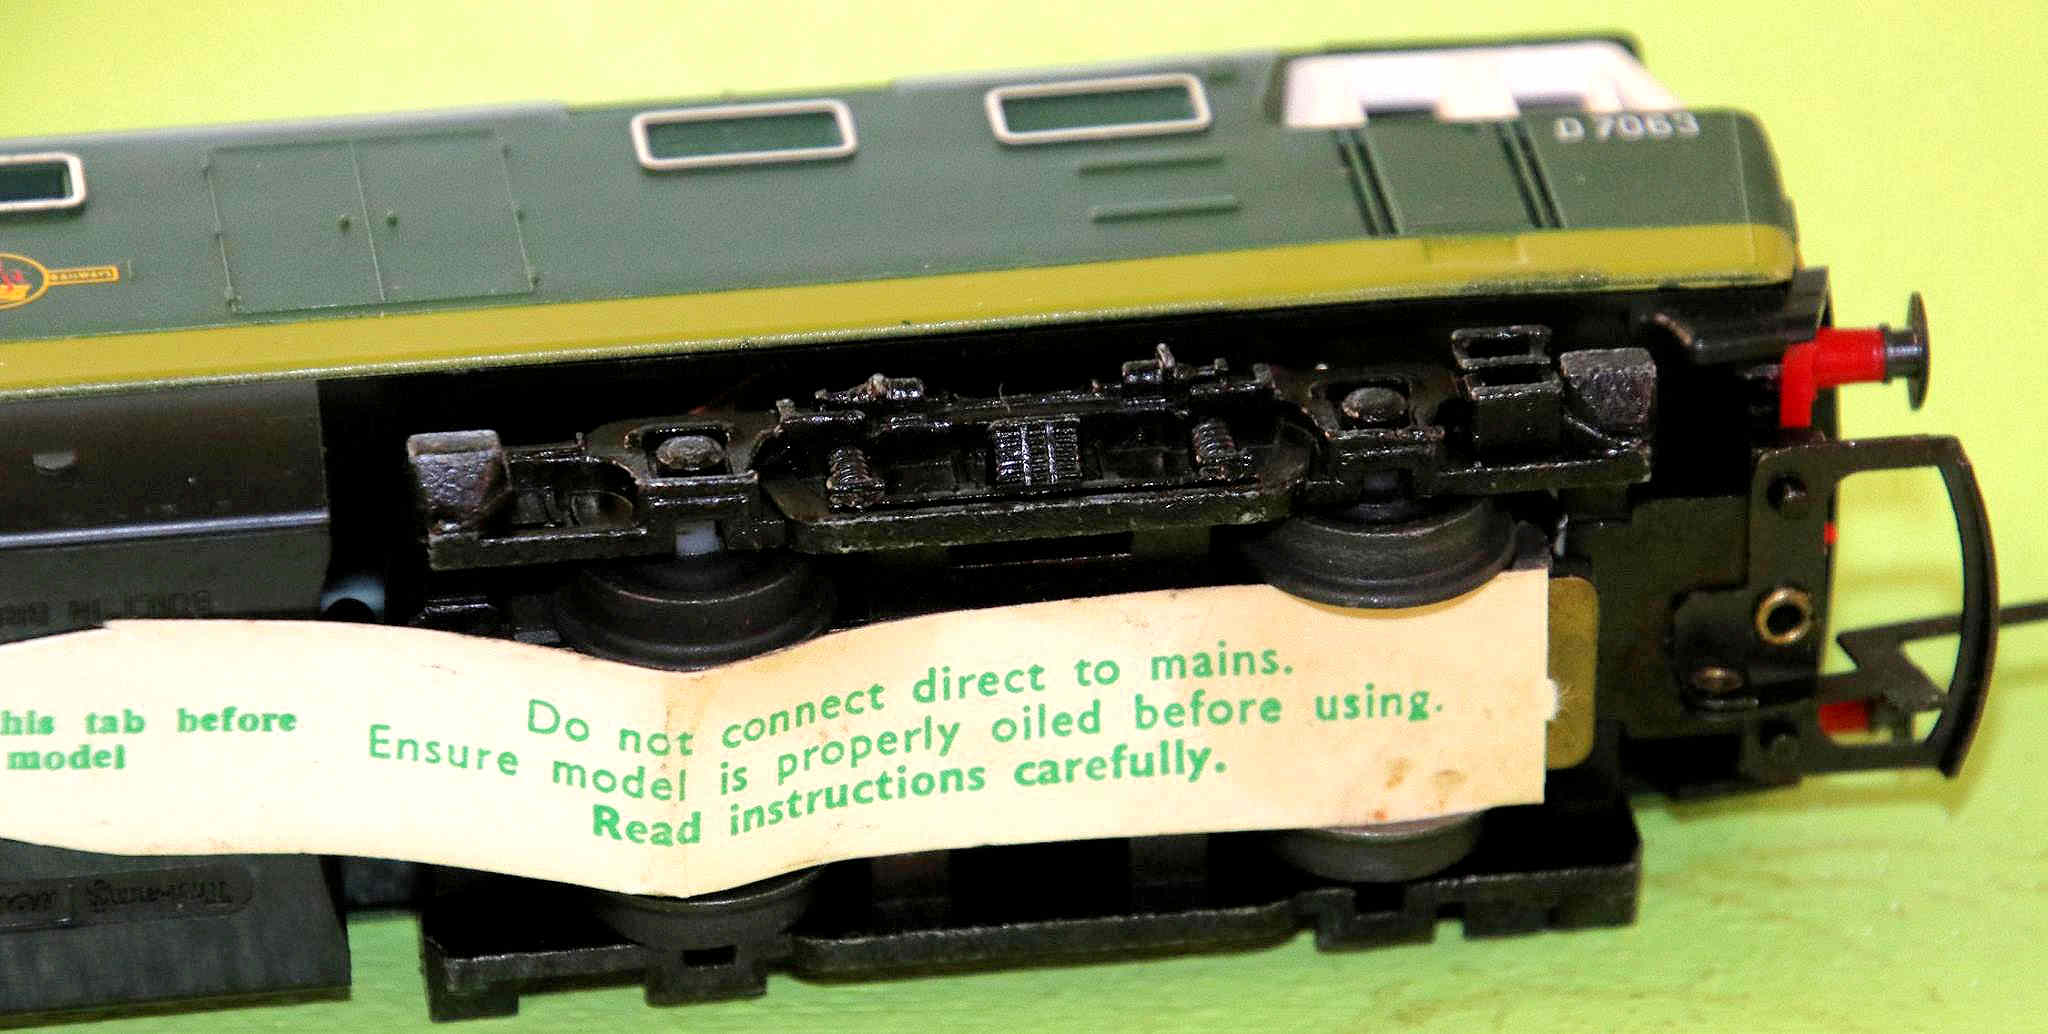 D 7063
RAILWAYS
his tab before
model
Do not connect direct to mains.
Ensure model is properly oiled before using.
Read instructions carefully.